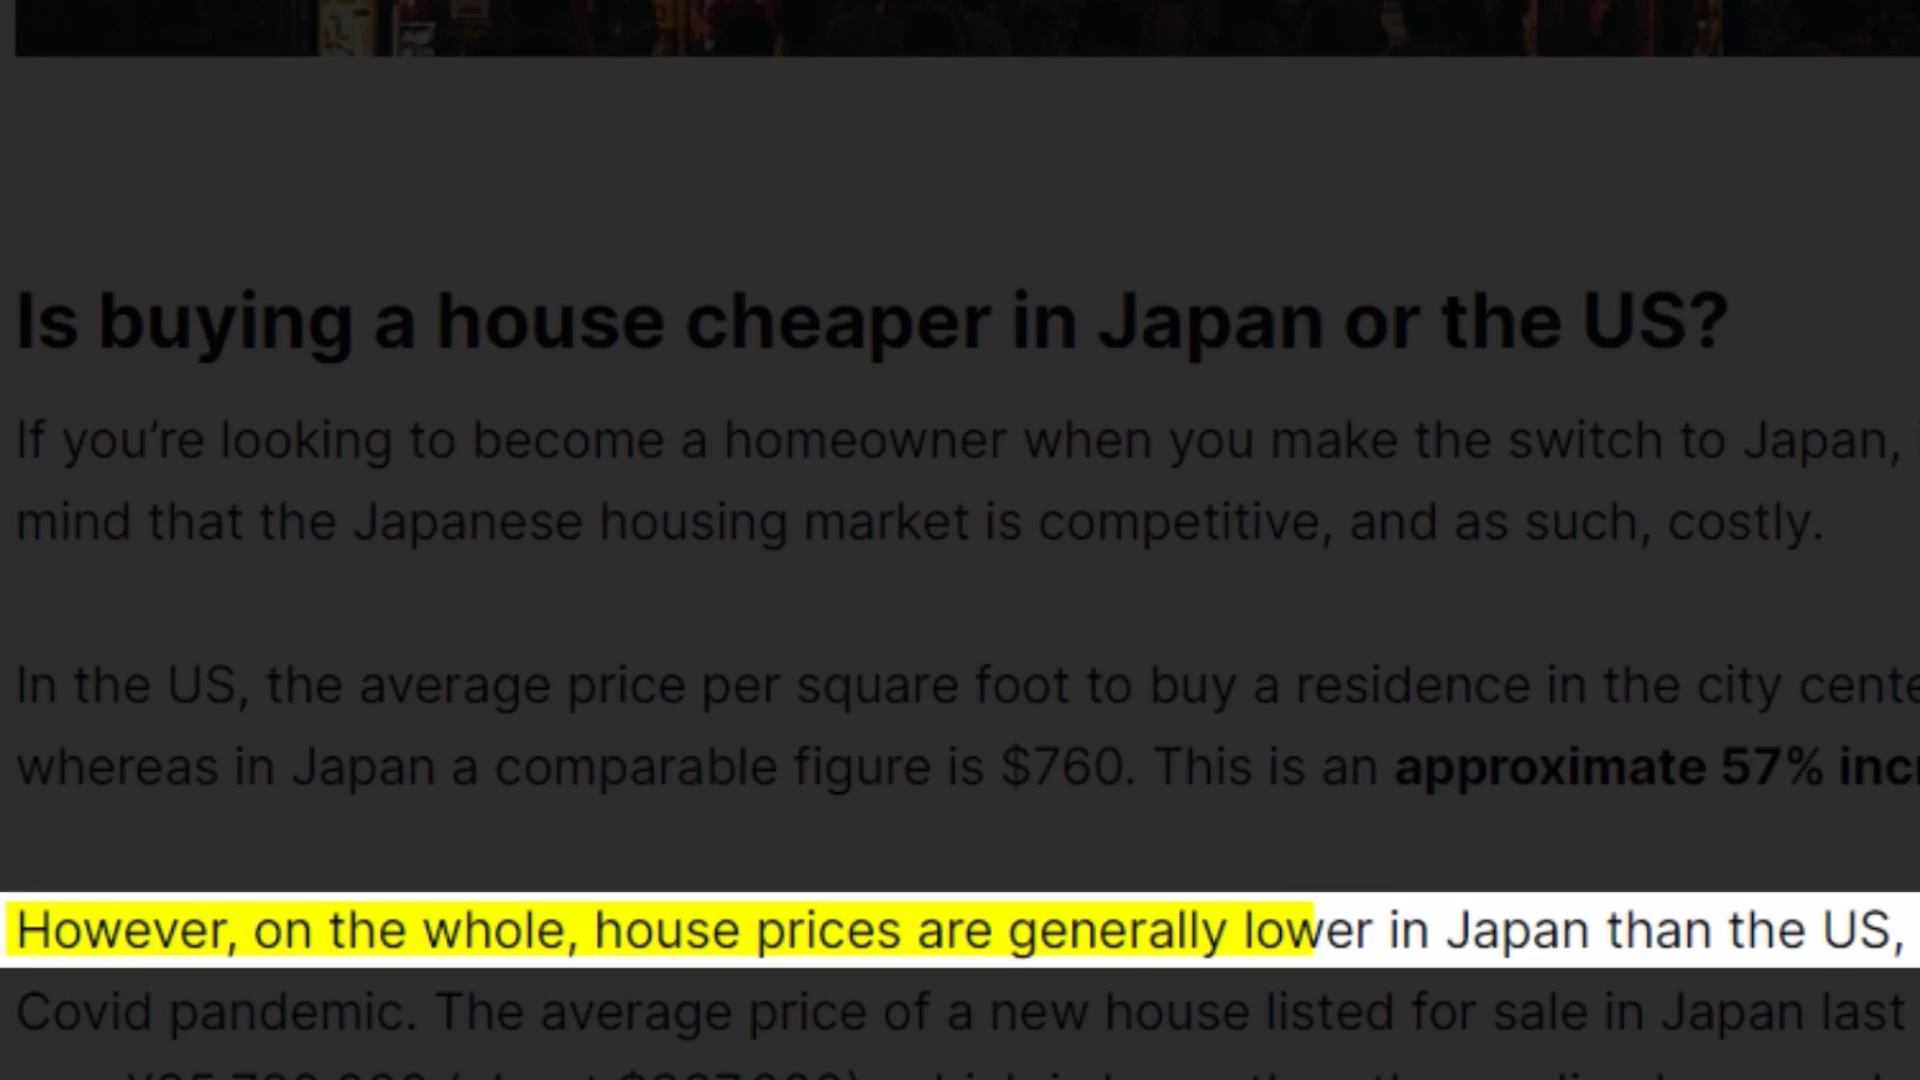 Is buying a house cheaper in Japan or the US?
If you’re looking to become a homeowner when you make the switch to Japan,
mind that the Japanese housing market is competitive, and as such, costly.
In the US, the average price per square foot to buy a residence in the city cente
whereas in Japan a comparable figure is $760. This is an approximate 57% incr
However, on the whole, house prices are generally lower in Japan than the US,
Covid pandemic. The average price of a new house listed for sale in Japan last